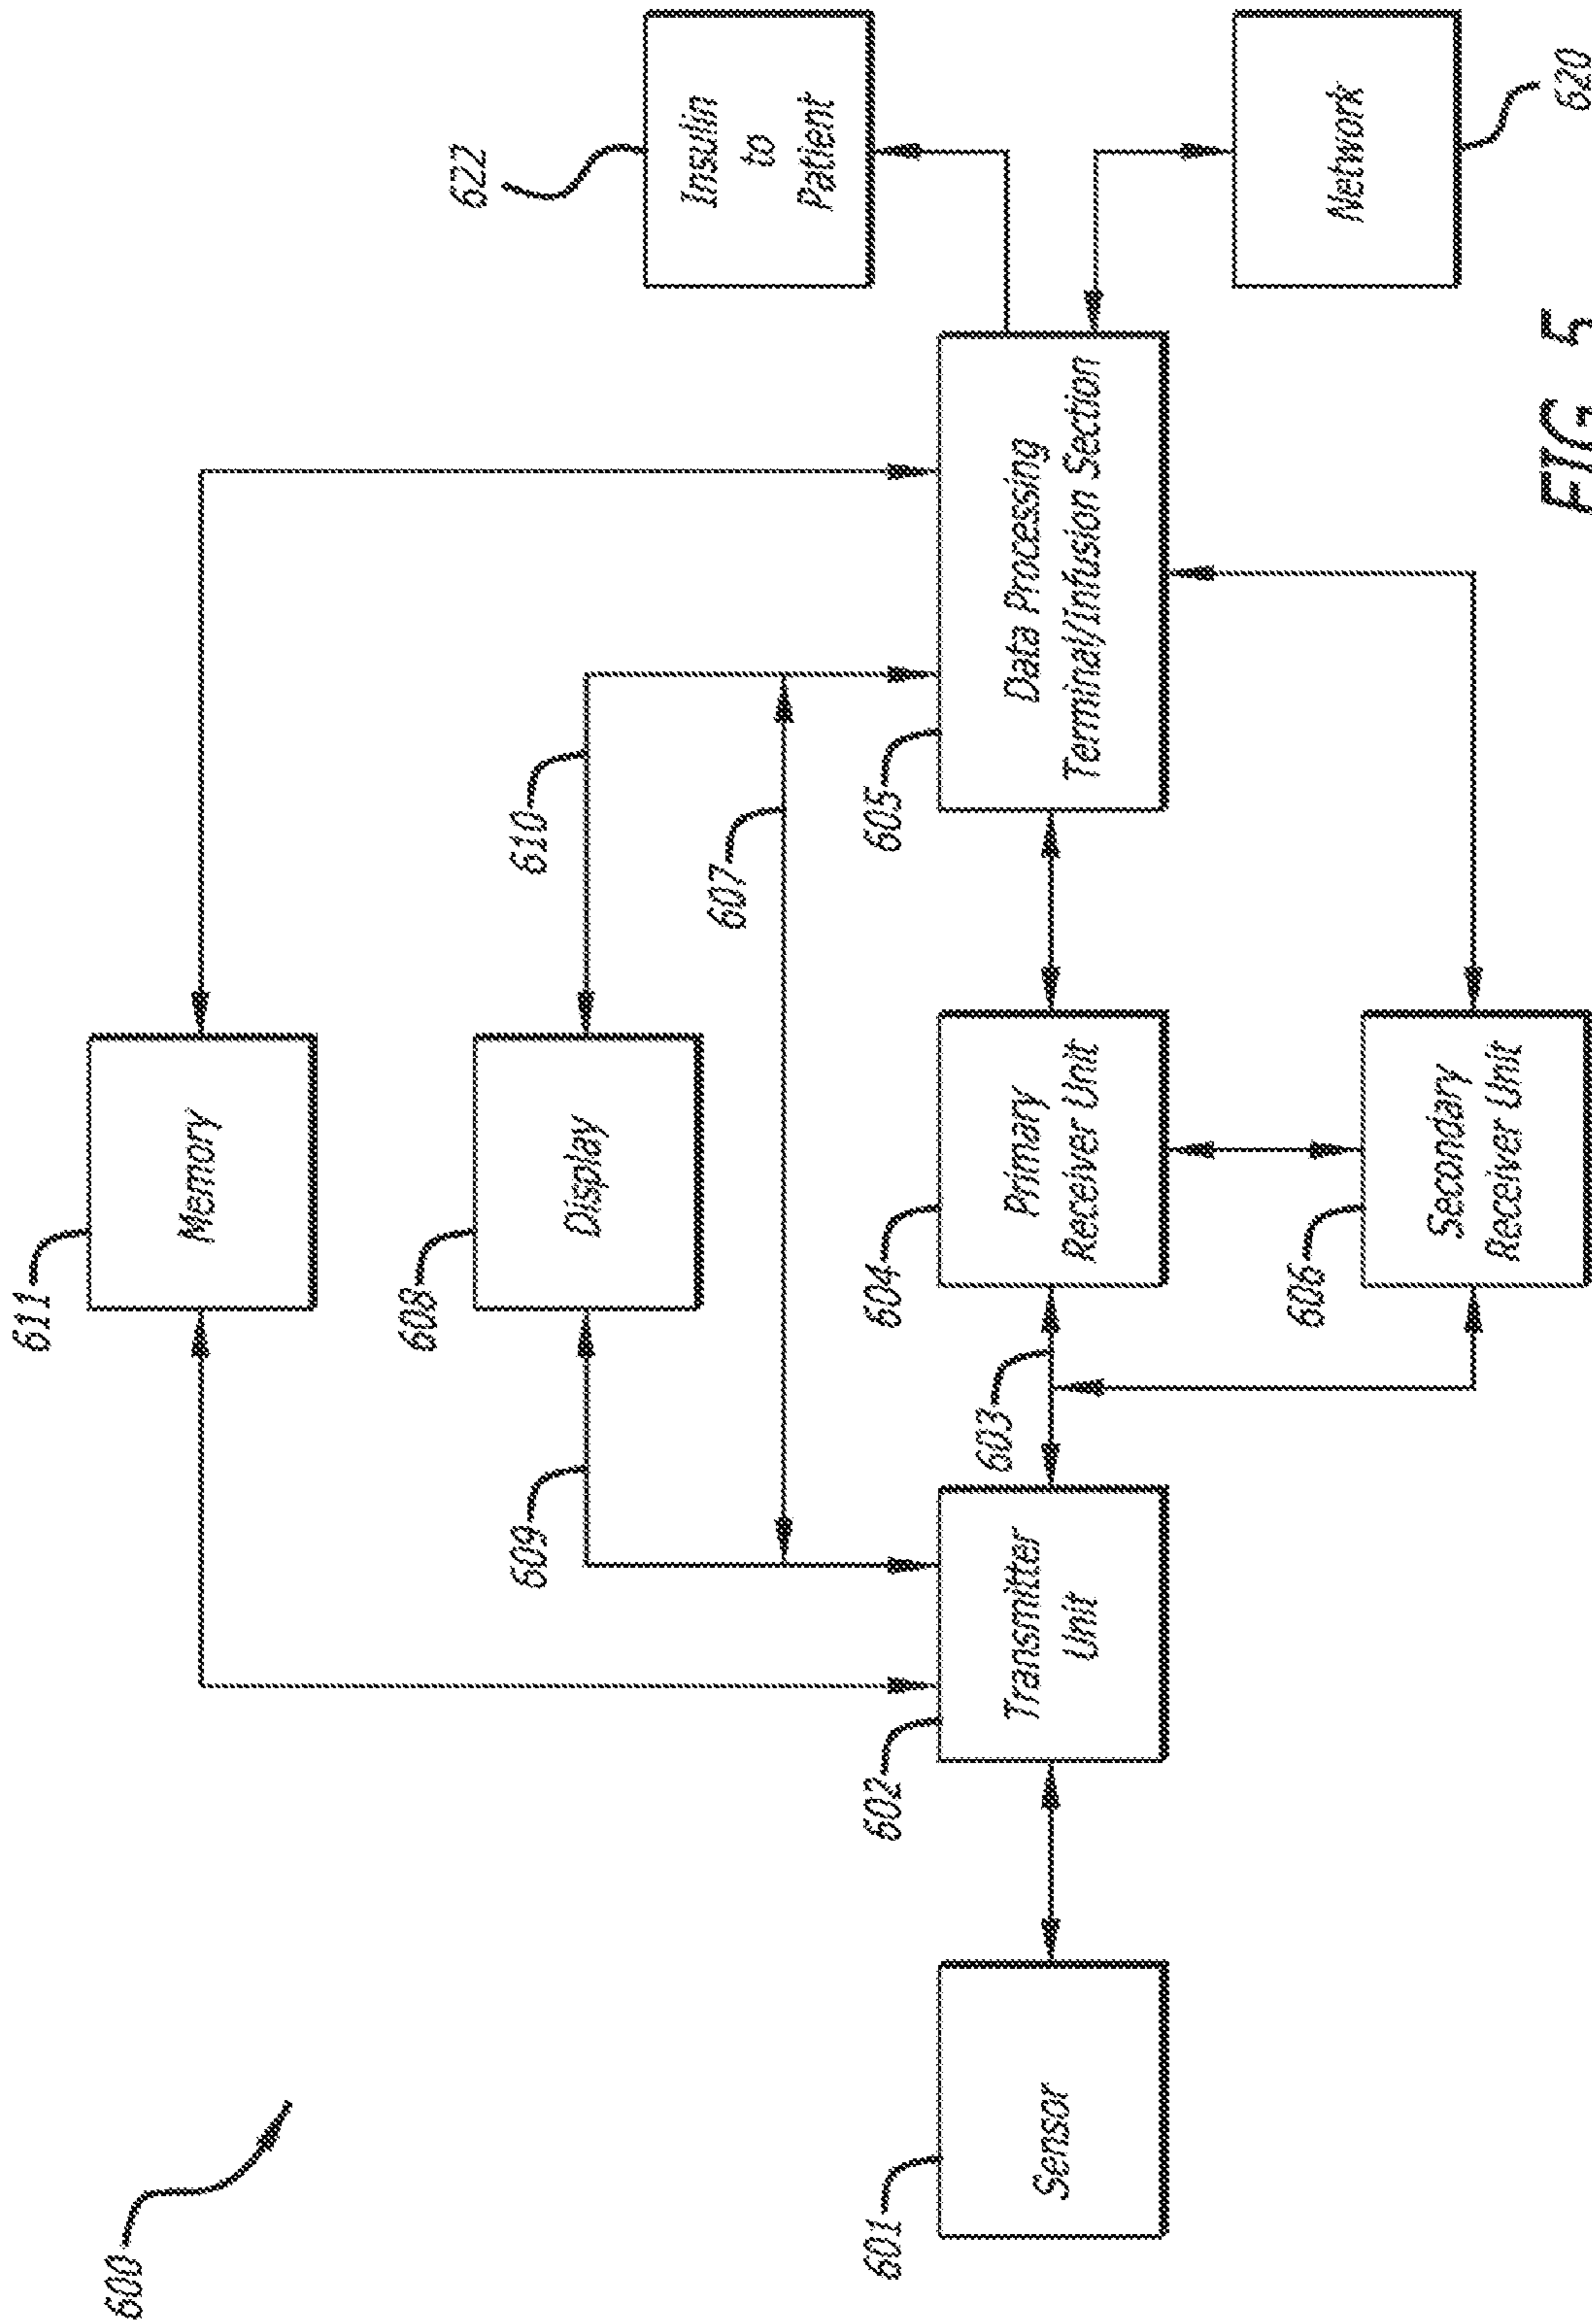 600
611
Memory
608
Display
609
610
607
601
Sensor
602
Transmitter
Unit
603
604
Primary
Receiver Unit
605
Data Processing
Terminal/Infusion Section
606
Secondary
Receiver Unit
622
Insulin
to
Patient
Network
620
FIG. 5